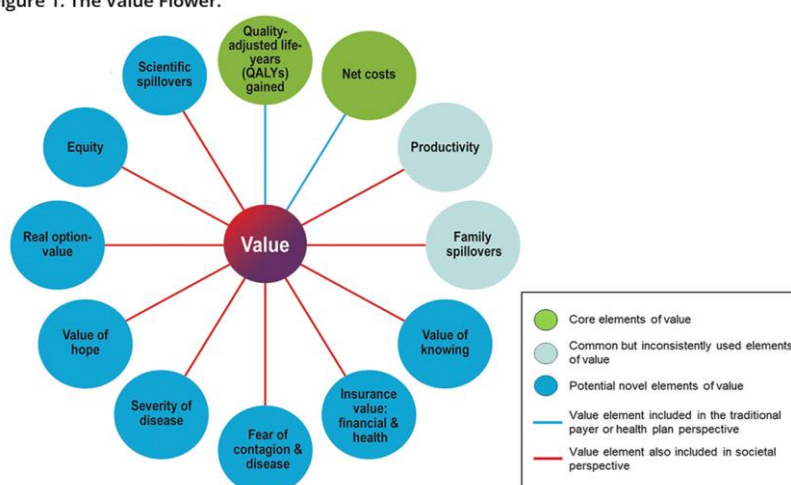 Figure 1. The Value Flower.
Quality-
adjusted life-
years
(QALYs)
gained
Net costs
Productivity
Family
spillovers
Value of
knowing
Insurance
value:
financial &
health
Fear of
contagion &
disease
Severity of
disease
Value of
hope
Real option-
value
Equity
Scientific
spillovers
Value
Core elements of value
Common but inconsistently used elements
of value
Potential novel elements of value
Value element included in the traditional
payer or health plan perspective
Value element also included in societal
perspective